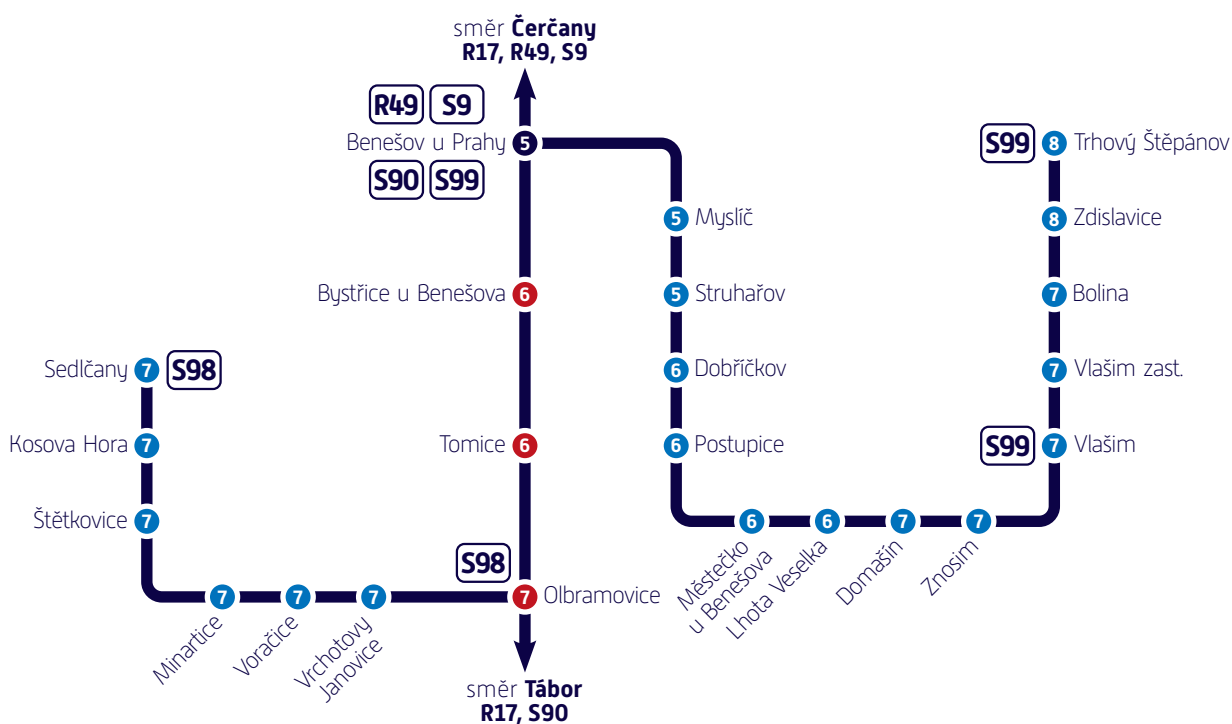 směr Čerčany
R17, R49, S9
R49 S9
Benešov u Prahy 5
S90 S99
S99 8 Trhový Štěpánov
5 Myslíč
8 Zdislavice
Bystřice u Benešova 6
5 Struhařov
7 Bolina
Sedlčany 7 S98
6 Dobříčkov
7 Vlašim zast.
Kosova Hora 7
Tomice 6
6 Postupice
S99 7 Vlašim
Štětkovice 7
6
Městečko
u Benešova
6
Lhota Veselka
7
Domašín
7
Znosim
S98
7
Minartice
7
Voračice
7
Vrchotovy
Janovice
7 Olbramovice
směr Tábor
R17, S90